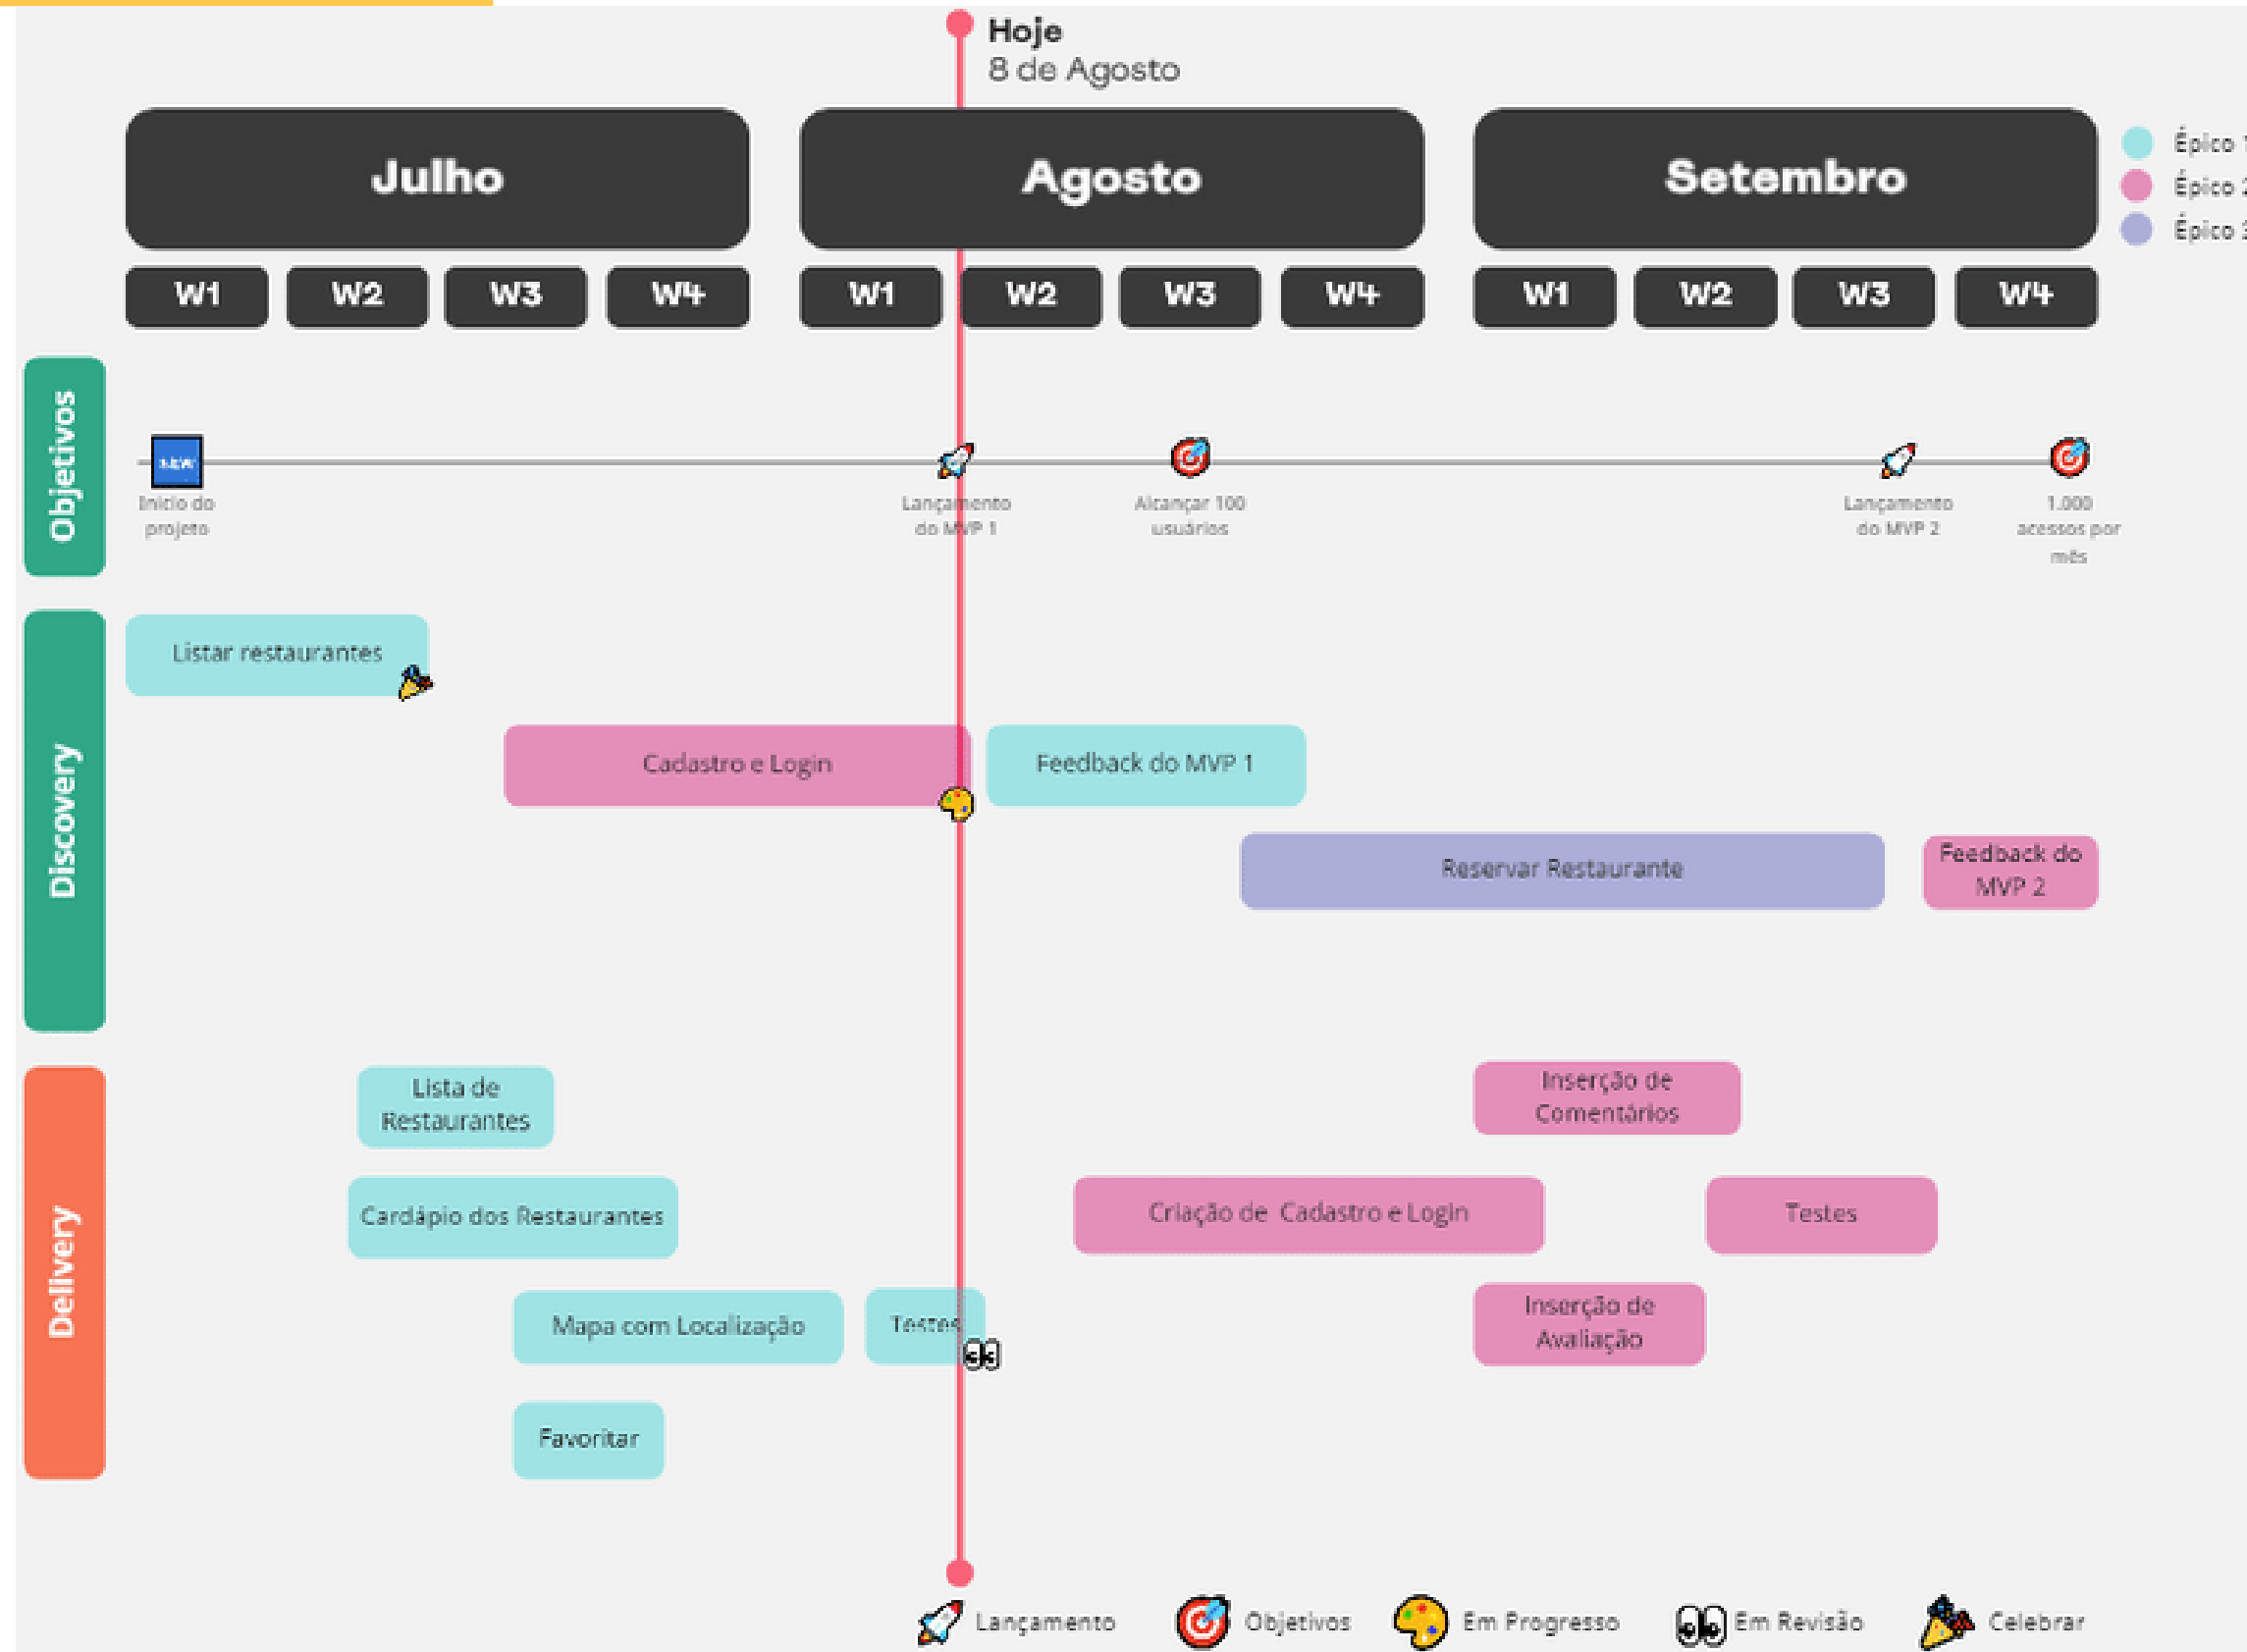 Hoje
8 de Agosto
Julho
Agosto
Setembro
Épico 1
Épico 2
Épico
W1
W2
W3
W4
W1
W2
W3
W4
W1
W2
W3
W4
Objetivos
NEW
Início do
projeto
Lançamento
do MVP 1
Alcançar 100
usuários
Lançamento
do MVP 2
1.000
acessos por
mês
Discovery
Listar restaurantes
Cadastro e Login
Feedback do MVP 1
Reservar Restaurante
Feedback do
MVP 2
Delivery
Lista de
Restaurantes
Inserção de
Comentários
Cardápio dos Restaurantes
Criação de Cadastro e Login
Testes
Mapa com Localização
Testes
Inserção de
Avaliação
Favoritar
Lançamento
Objetivos
Em Progresso
Em Revisão
Celebrar